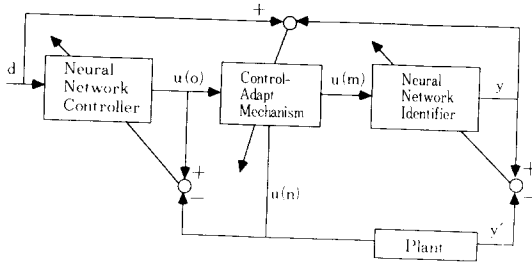 +
d
Neural
Network
Controller
u(o)
Control-
Adapt
Mechanism
u(m)
Neural
Network
Identifier
y
+
−
u(n)
+
−
Plant
y′